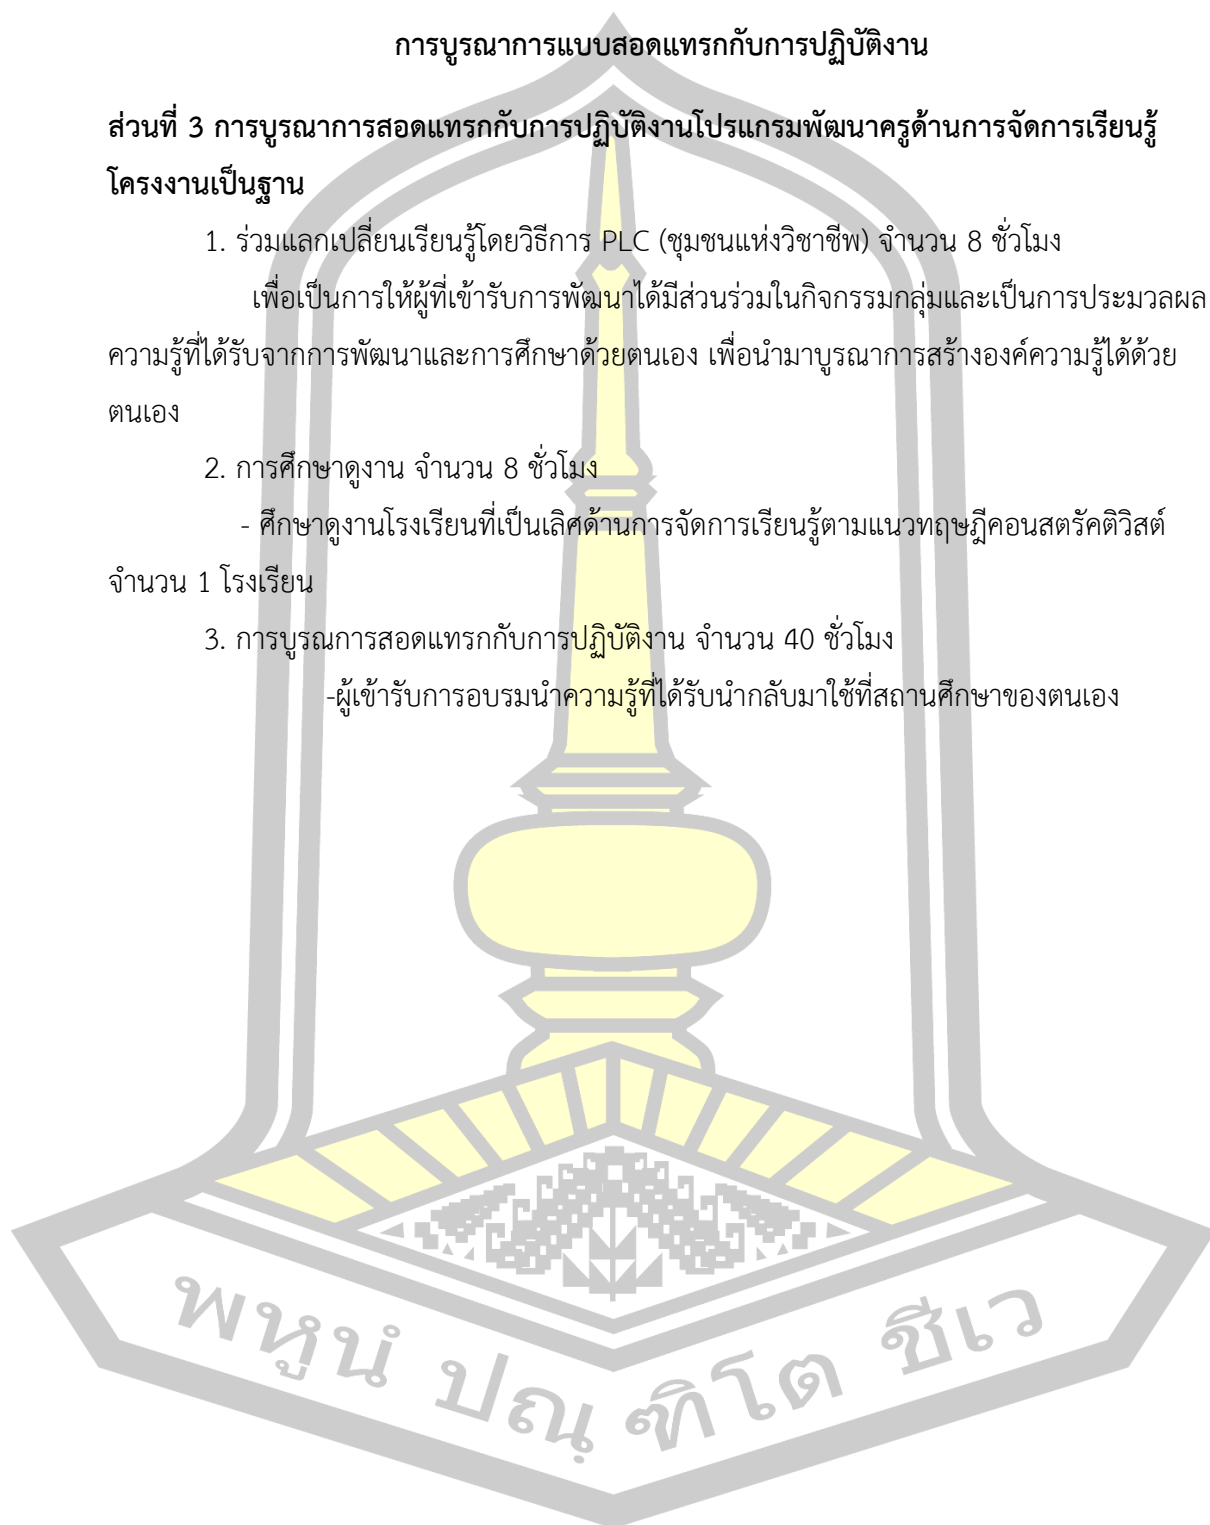 การบูรณาการแบบสอดแทรกกับการปฏิบัติงาน
ส่วนที่ 3 การบูรณาการสอดแทรกกับการปฏิบัติงานโปรแกรมพัฒนาครูด้านการจัดการเรียนรู้
โครงงานเป็นฐาน
1. ร่วมแลกเปลี่ยนเรียนรู้โดยวิธีการ PLC (ชุมชนแห่งวิชาชีพ) จำนวน 8 ชั่วโมง
เพื่อเป็นการให้ผู้ที่เข้ารับการพัฒนาได้มีส่วนร่วมในกิจกรรมกลุ่มและเป็นการประมวลผล
ความรู้ที่ได้รับจากการพัฒนาและการศึกษาด้วยตนเอง เพื่อนำมาบูรณาการสร้างองค์ความรู้ได้ด้วย
ตนเอง
2. การศึกษาดูงาน จำนวน 8 ชั่วโมง
- ศึกษาดูงานโรงเรียนที่เป็นเลิศด้านการจัดการเรียนรู้ตามแนวทฤษฎีคอนสตรัคติวิสต์
จำนวน 1 โรงเรียน
3. การบูรณการสอดแทรกกับการปฏิบัติงาน จำนวน 40 ชั่วโมง
-ผู้เข้ารับการอบรมนำความรู้ที่ได้รับนำกลับมาใช้ที่สถานศึกษาของตนเอง
พหูนํ ปณฺฑิโต ชีเว